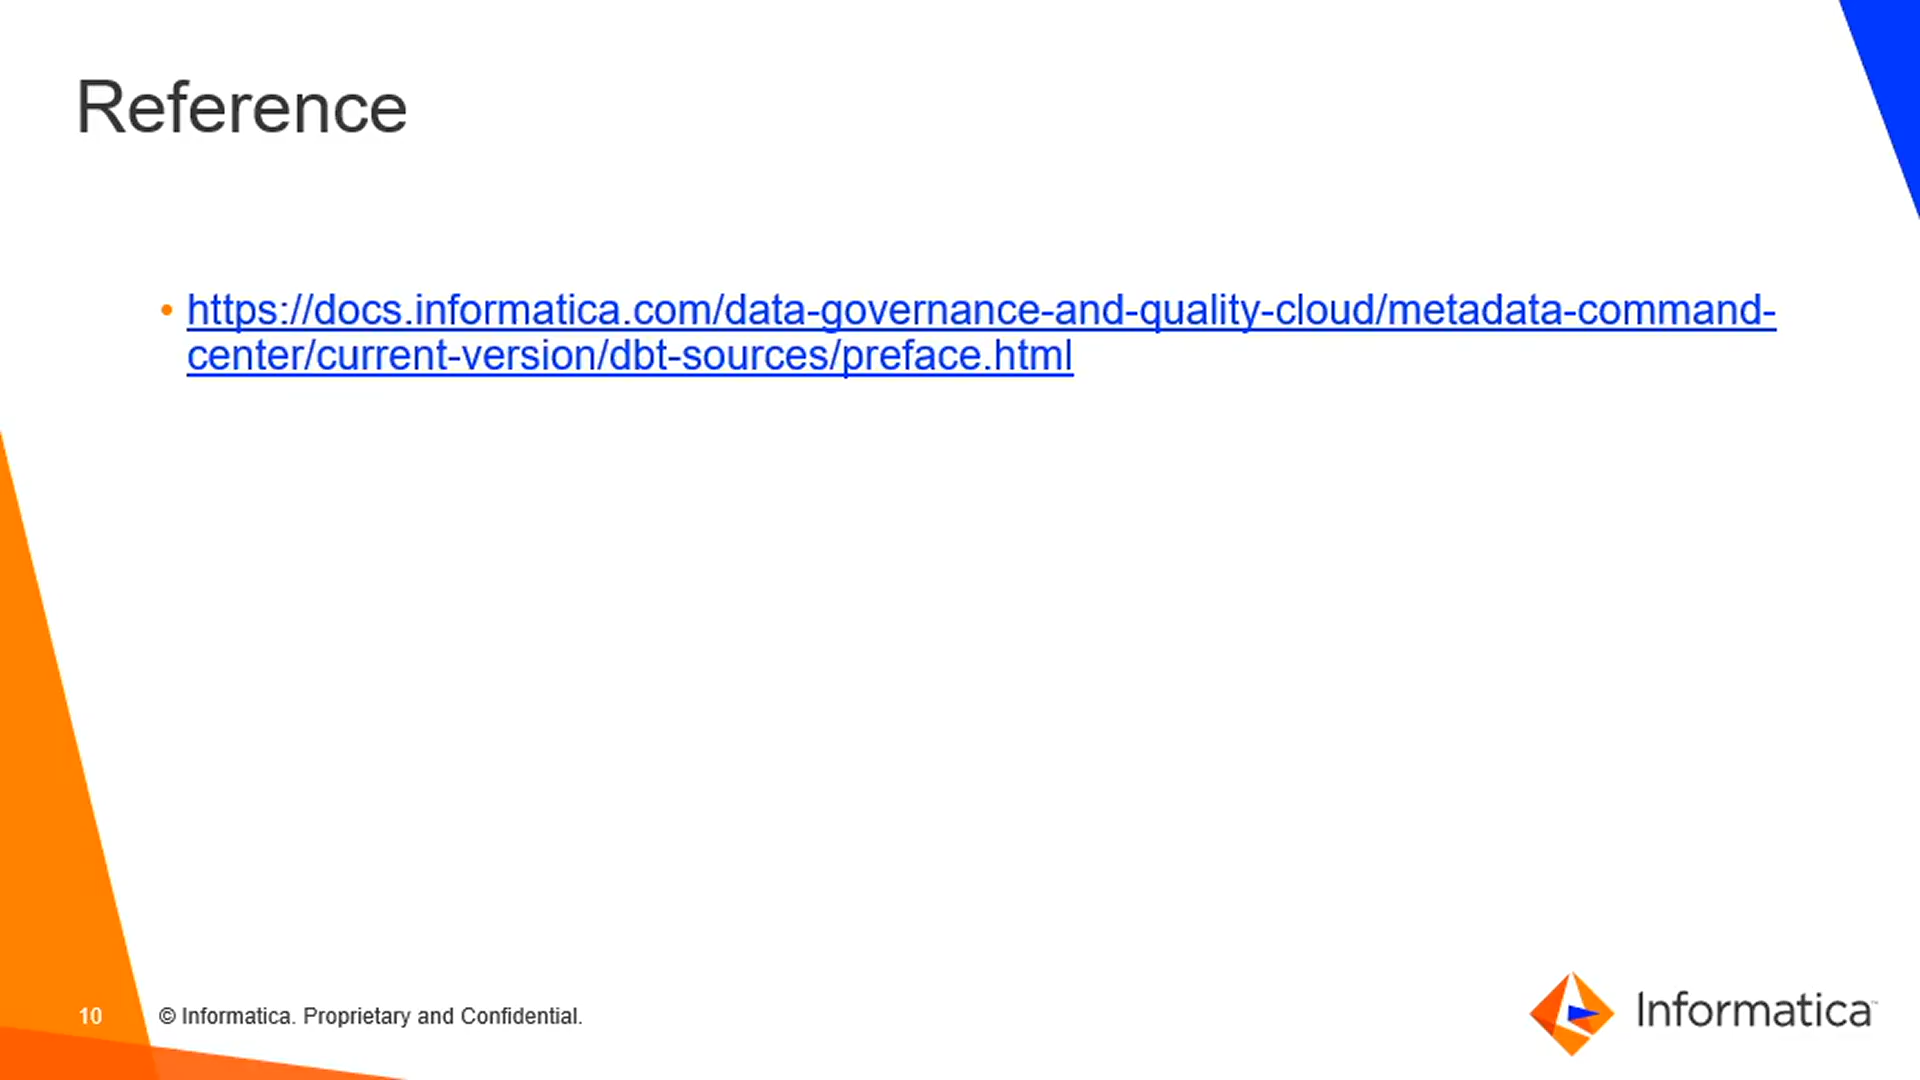 Reference
• https://docs.informatica.com/data-governance-and-quality-cloud/metadata-command-
center/current-version/dbt-sources/preface.html
10
© Informatica. Proprietary and Confidential.
Informatica™